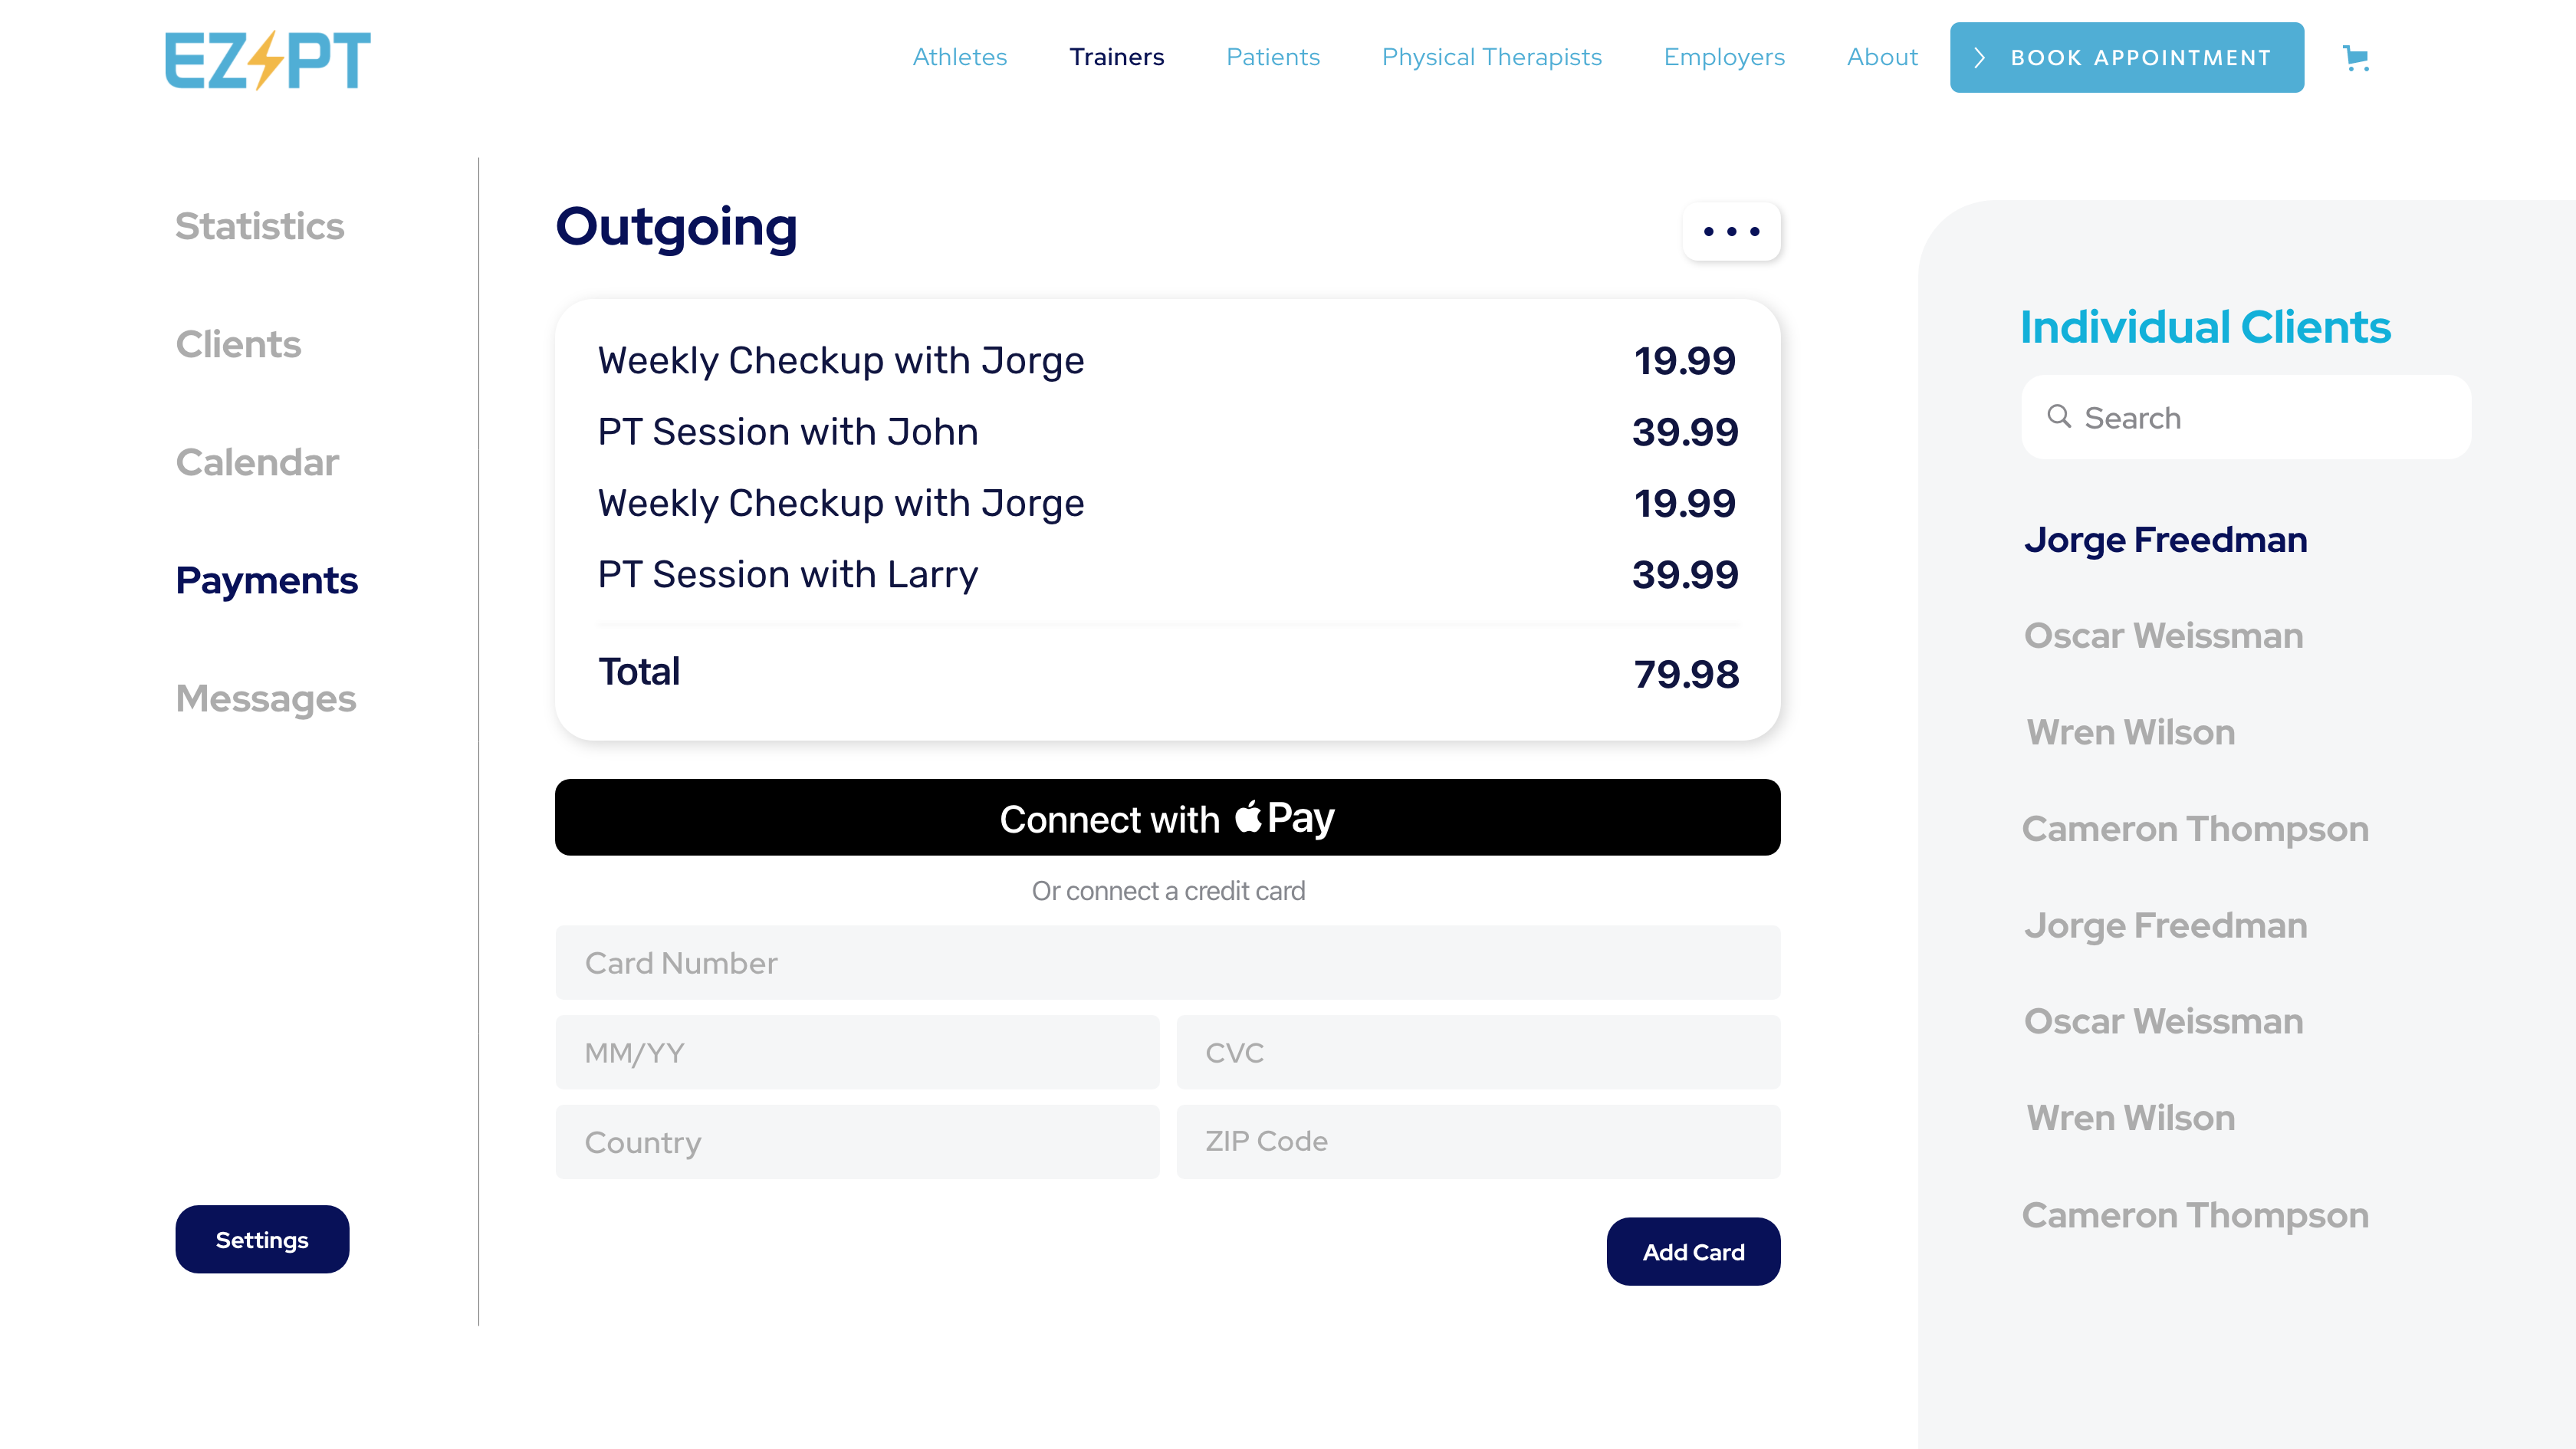 EZPT
Athletes Trainers Patients Physical Therapists Employers About BOOK APPOINTMENT
Statistics
Clients
Calendar
Payments
Messages
Settings
Outgoing
Weekly Checkup with Jorge 19.99
PT Session with John 39.99
Weekly Checkup with Jorge 19.99
PT Session with Larry 39.99
Total 79.98
Connect with Pay
Or connect a credit card
Card Number
MM/YY CVC
Country ZIP Code
Add Card
Individual Clients
Search
Jorge Freedman
Oscar Weissman
Wren Wilson
Cameron Thompson
Jorge Freedman
Oscar Weissman
Wren Wilson
Cameron Thompson